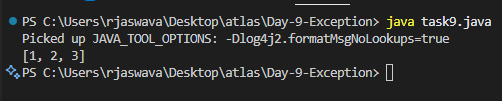 PS C:\Users\rjaswava\Desktop\atlas\Day-9-Exception> java task9.java
Picked up JAVA_TOOL_OPTIONS: -Dlog4j2.formatMsgNoLookups=true
[1, 2, 3]
PS C:\Users\rjaswava\Desktop\atlas\Day-9-Exception>